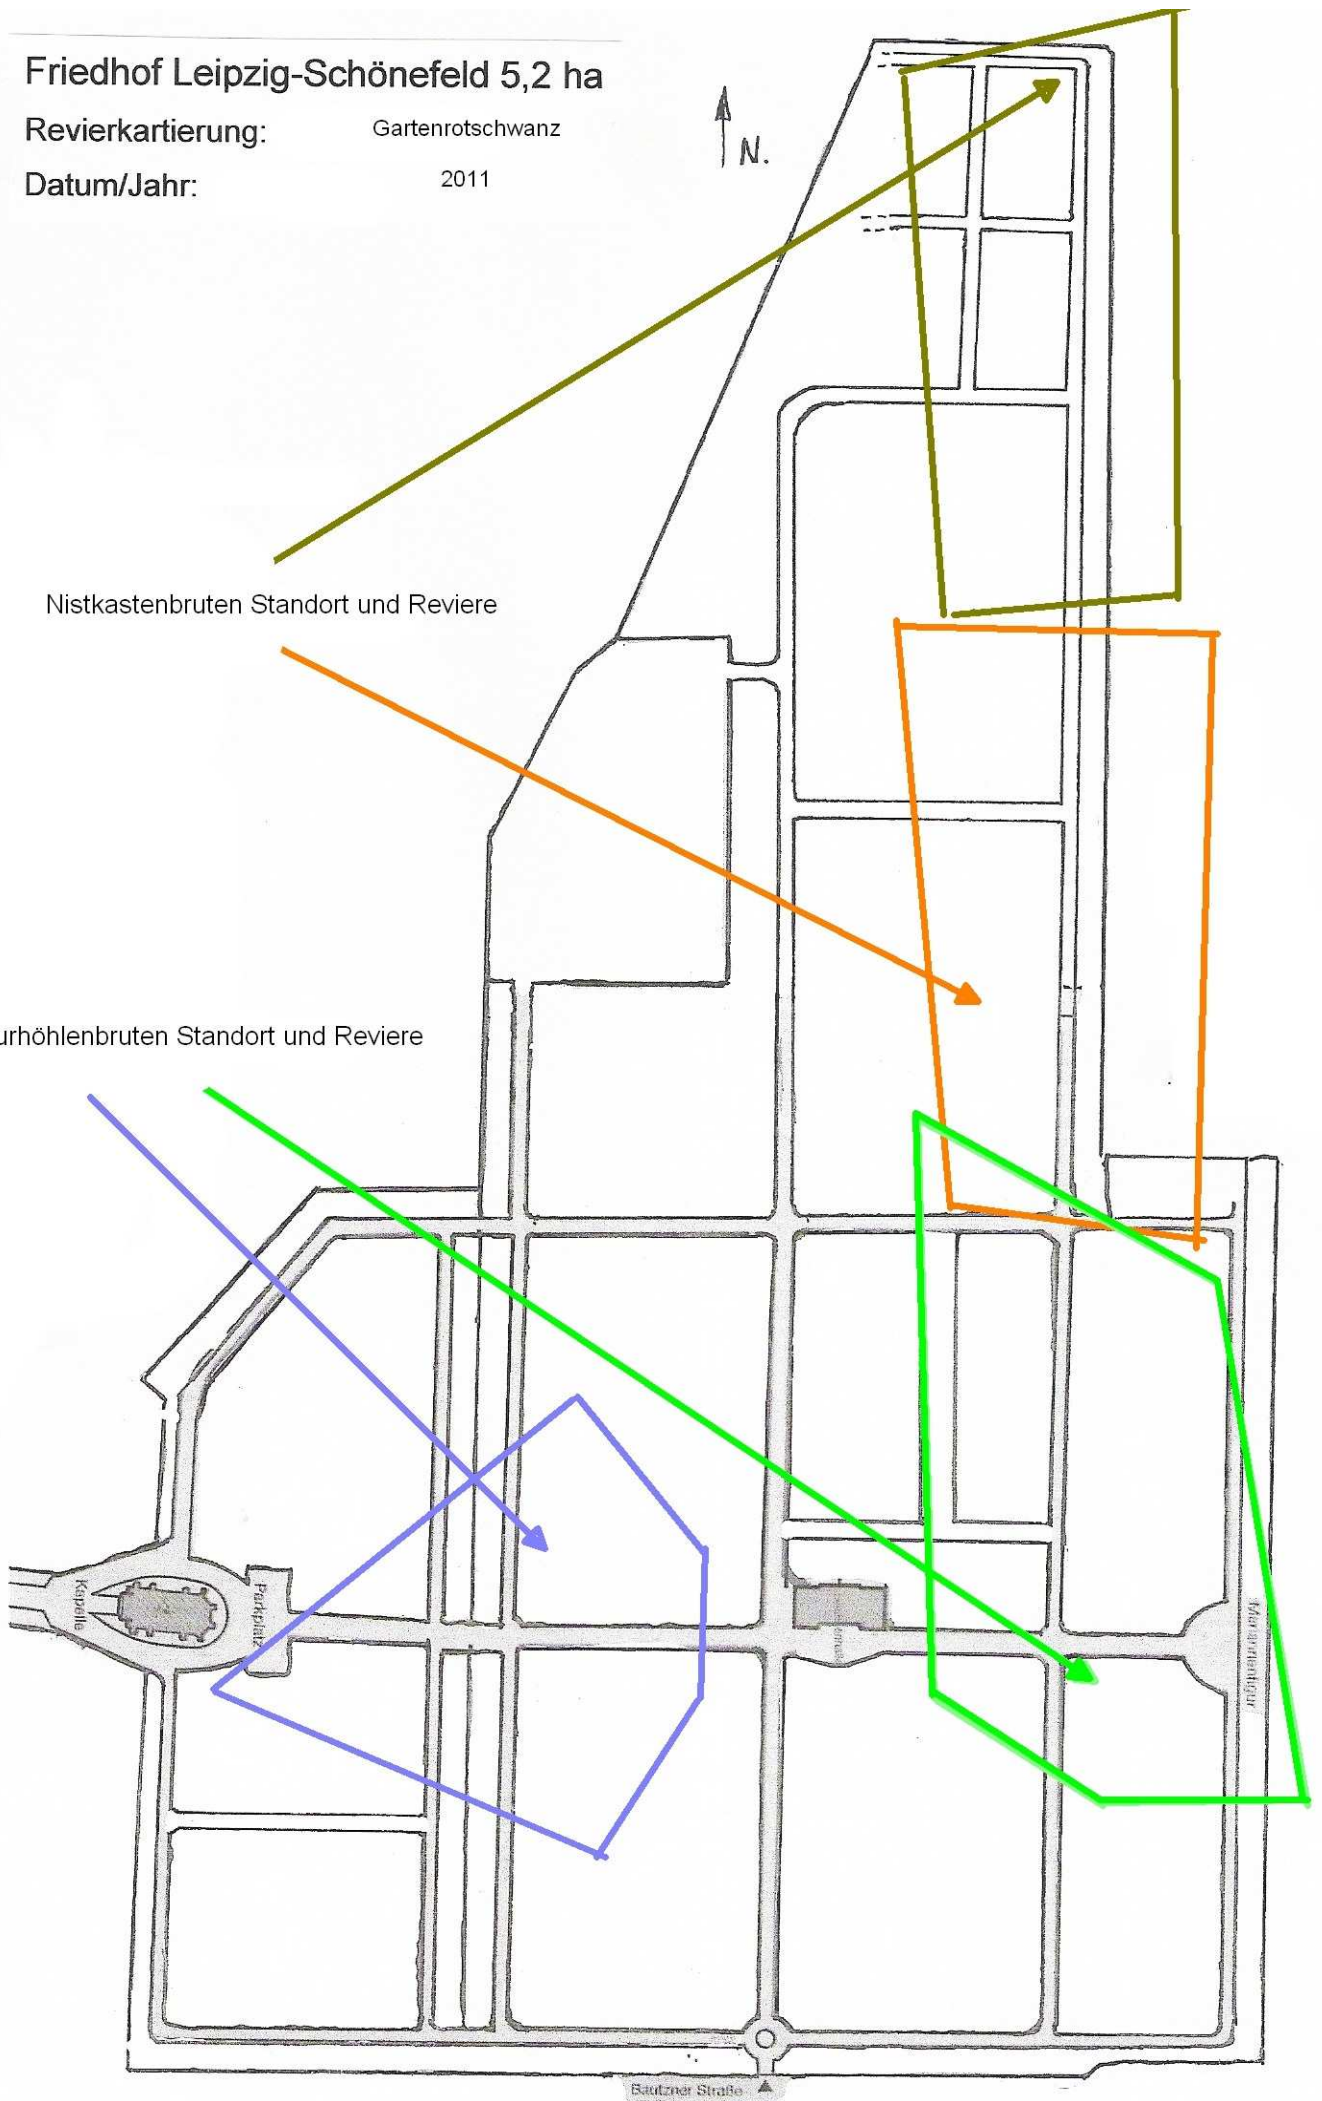 Friedhof Leipzig-Schönefeld 5,2 ha
Revierkartierung: Gartenrotschwanz
Datum/Jahr: 2011
N.
Nistkastenbruten Standort und Reviere
urhöhlenbruten Standort und Reviere
Kapelle
Parkplatz
Bautzner Straße